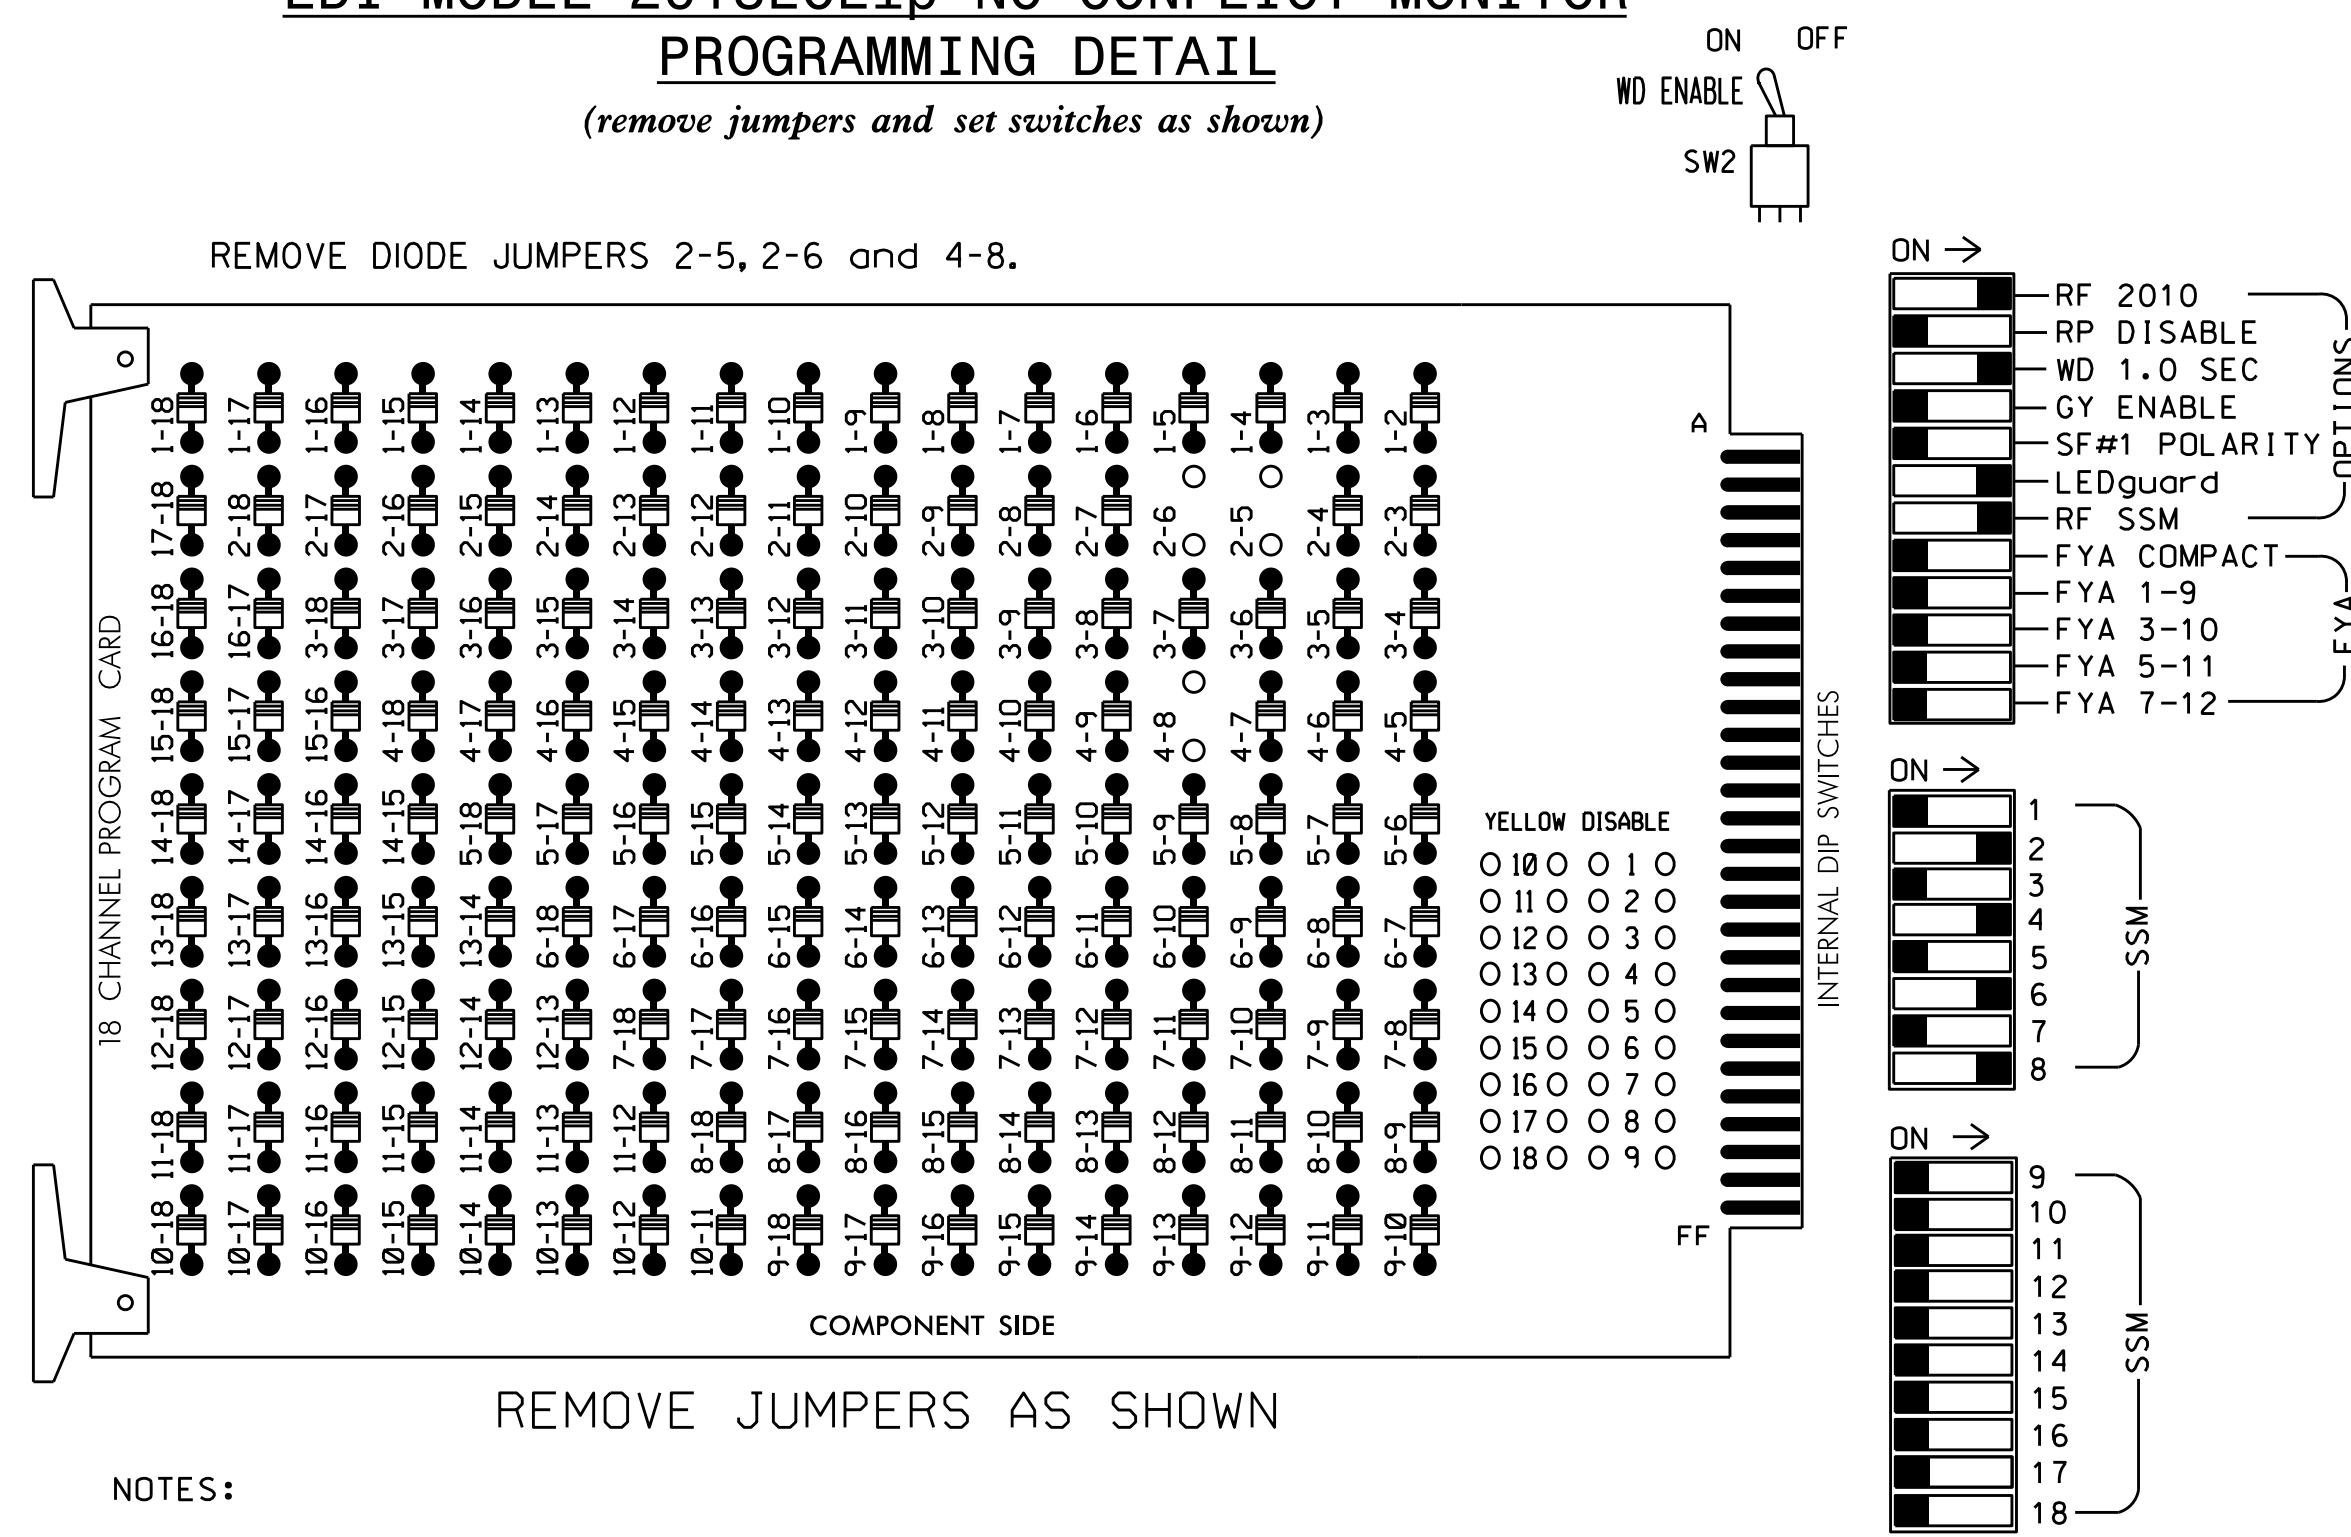 PROGRAMMING DETAIL
(remove jumpers and set switches as shown)
ON OFF
WD ENABLE
SW2
REMOVE DIODE JUMPERS 2-5, 2-6 and 4-8.
18 CHANNEL PROGRAM CARD
1-18 1-17 1-16 1-15 1-14 1-13 1-12 1-11 1-10 1-9 1-8 1-7 1-6 1-5 1-4 1-3 1-2
17-18 2-18 2-17 2-16 2-15 2-14 2-13 2-12 2-11 2-10 2-9 2-8 2-7 2-6 2-5 2-4 2-3
16-18 16-17 3-18 3-17 3-16 3-15 3-14 3-13 3-12 3-11 3-10 3-9 3-8 3-7 3-6 3-5 3-4
15-18 15-17 15-16 4-18 4-17 4-16 4-15 4-14 4-13 4-12 4-11 4-10 4-9 4-8 4-7 4-6 4-5
14-18 14-17 14-16 14-15 5-18 5-17 5-16 5-15 5-14 5-13 5-12 5-11 5-10 5-9 5-8 5-7 5-6
13-18 13-17 13-16 13-15 13-14 6-18 6-17 6-16 6-15 6-14 6-13 6-12 6-11 6-10 6-9 6-8 6-7
12-18 12-17 12-16 12-15 12-14 12-13 7-18 7-17 7-16 7-15 7-14 7-13 7-12 7-11 7-10 7-9 7-8
11-18 11-17 11-16 11-15 11-14 11-13 11-12 8-18 8-17 8-16 8-15 8-14 8-13 8-12 8-11 8-10 8-9
10-18 10-17 10-16 10-15 10-14 10-13 10-12 10-11 9-18 9-17 9-16 9-15 9-14 9-13 9-12 9-11 9-10
A
YELLOW DISABLE
10 1
11 2
12 3
13 4
14 5
15 6
16 7
17 8
18 9
FF
COMPONENT SIDE
INTERNAL DIP SWITCHES
ON
RF 2010
RP DISABLE
WD 1.0 SEC
GY ENABLE
SF#1 POLARITY
LEDguard
RF SSM
OPTIONS
FYA COMPACT
FYA 1-9
FYA 3-10
FYA 5-11
FYA 7-12
FYA
ON
1
2
3
4
5
6
7
8
SSM
ON
9
10
11
12
13
14
15
16
17
18
SSM
REMOVE JUMPERS AS SHOWN
NOTES: